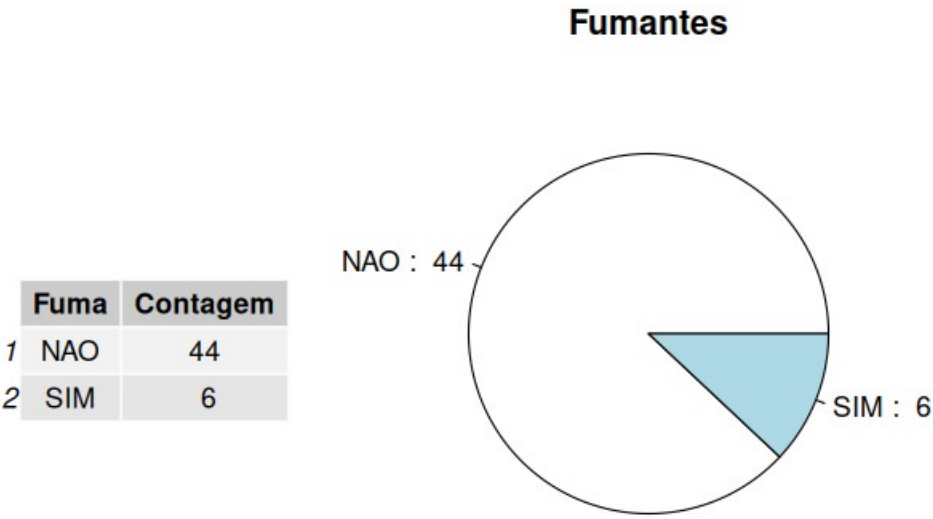 Fumantes
NAO : 44
Fuma Contagem
1 NAO 44
2 SIM 6
SIM : 6